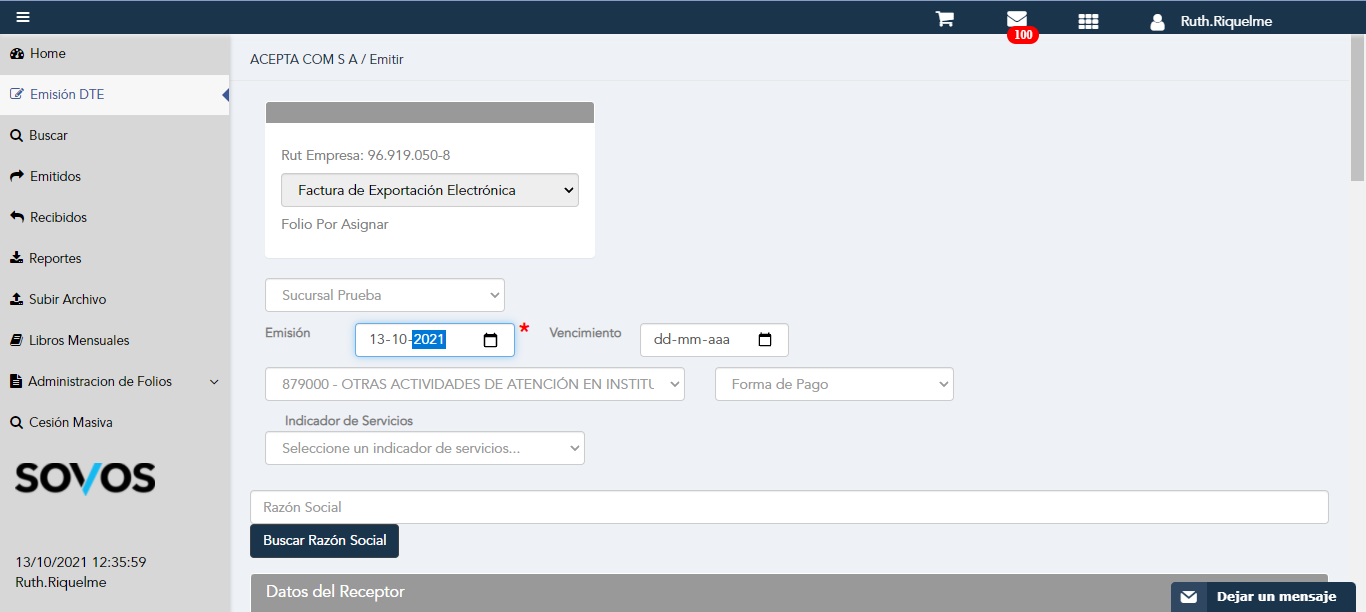 Ruth.Riquelme
100
Home
Emisión DTE
Buscar
Emitidos
Recibidos
Reportes
Subir Archivo
Libros Mensuales
Administracion de Folios
Cesión Masiva
sovos
13/10/2021 12:35:59
Ruth.Riquelme
ACEPTA COM S A / Emitir
Rut Empresa: 96.919.050-8
Factura de Exportación Electrónica
Folio Por Asignar
Sucursal Prueba
Emisión 13-10-2021 * Vencimiento dd-mm-aaa
879000 - OTRAS ACTIVIDADES DE ATENCIÓN EN INSTITU Forma de Pago
Indicador de Servicios
Seleccione un indicador de servicios...
Razón Social
Buscar Razón Social
Datos del Receptor
Dejar un mensaje